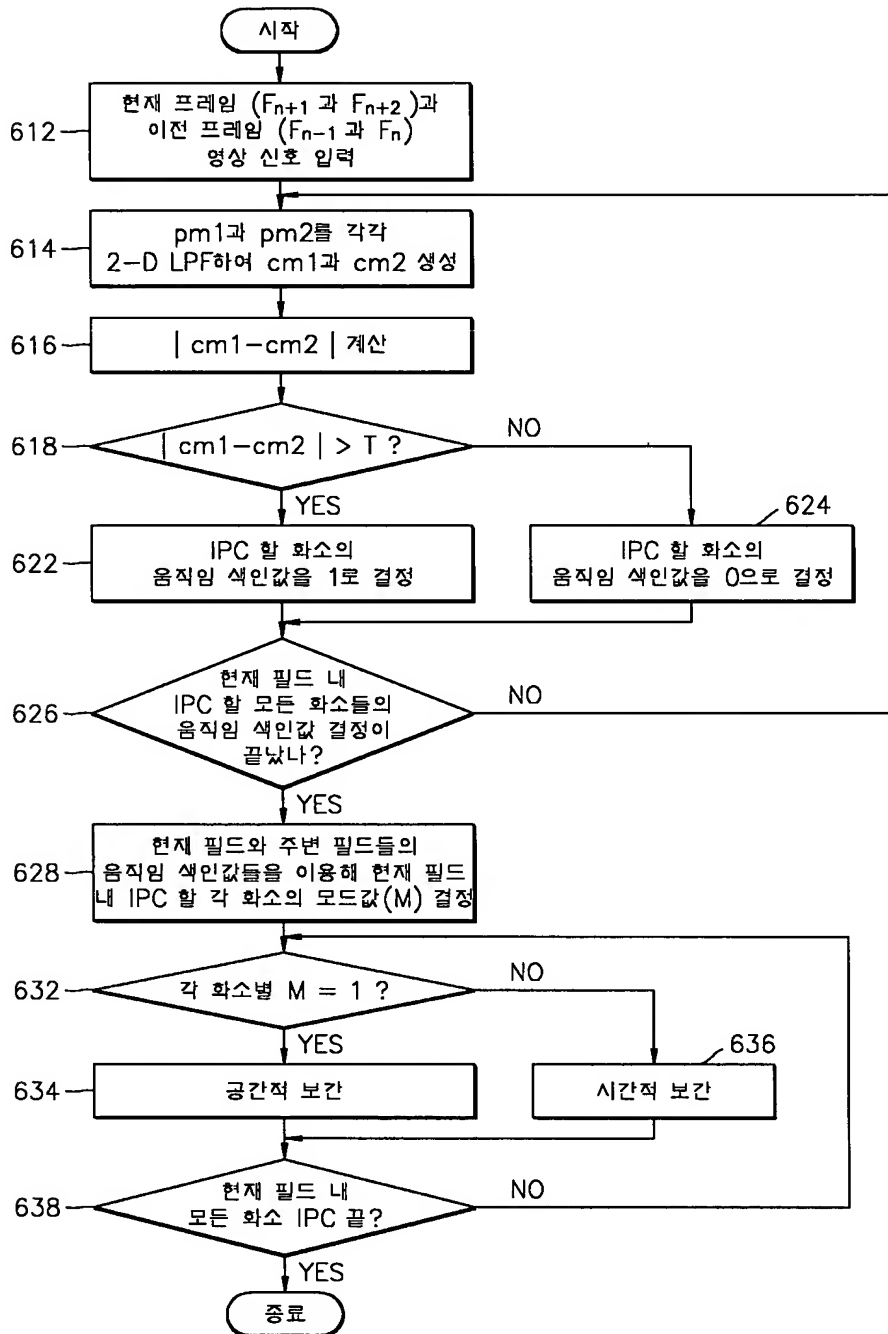 시작
612
현재 프레임 (Fn+1 과 Fn+2)과
이전 프레임 (Fn-1 과 Fn)
영상 신호 입력
614
pm1과 pm2를 각각
2-D LPF하여 cm1과 cm2 생성
616
| cm1-cm2 | 계산
618
| cm1-cm2 | > T ?
NO
YES
622
IPC 할 화소의
움직임 색인값을 1로 결정
624
IPC 할 화소의
움직임 색인값을 0으로 결정
626
현재 필드 내
IPC 할 모든 화소들의
움직임 색인값 결정이
끝났나?
NO
YES
628
현재 필드와 주변 필드들의
움직임 색인값들을 이용해 현재 필드
내 IPC 할 각 화소의 모드값(M) 결정
632
각 화소별 M = 1 ?
NO
YES
634
공간적 보간
636
시간적 보간
638
현재 필드 내
모든 화소 IPC 끝?
NO
YES
종료